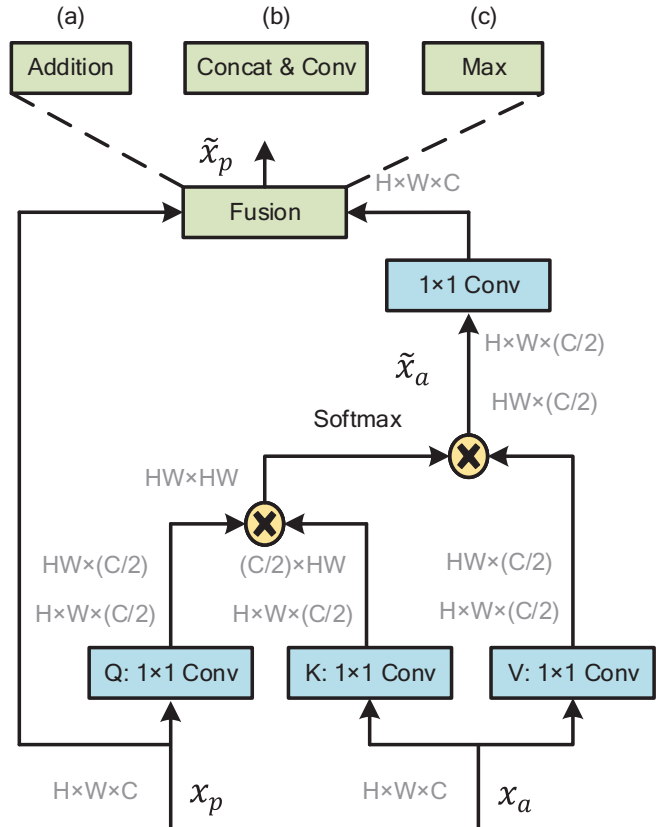 (a) (b) (c)
Addition Concat & Conv Max
x̃ₚ
H×W×C
Fusion
1×1 Conv
H×W×(C/2)
x̃ₐ
HW×(C/2)
Softmax
HW×HW
HW×(C/2) (C/2)×HW HW×(C/2)
H×W×(C/2) H×W×(C/2) H×W×(C/2)
Q: 1×1 Conv K: 1×1 Conv V: 1×1 Conv
H×W×C xₚ H×W×C xₐ